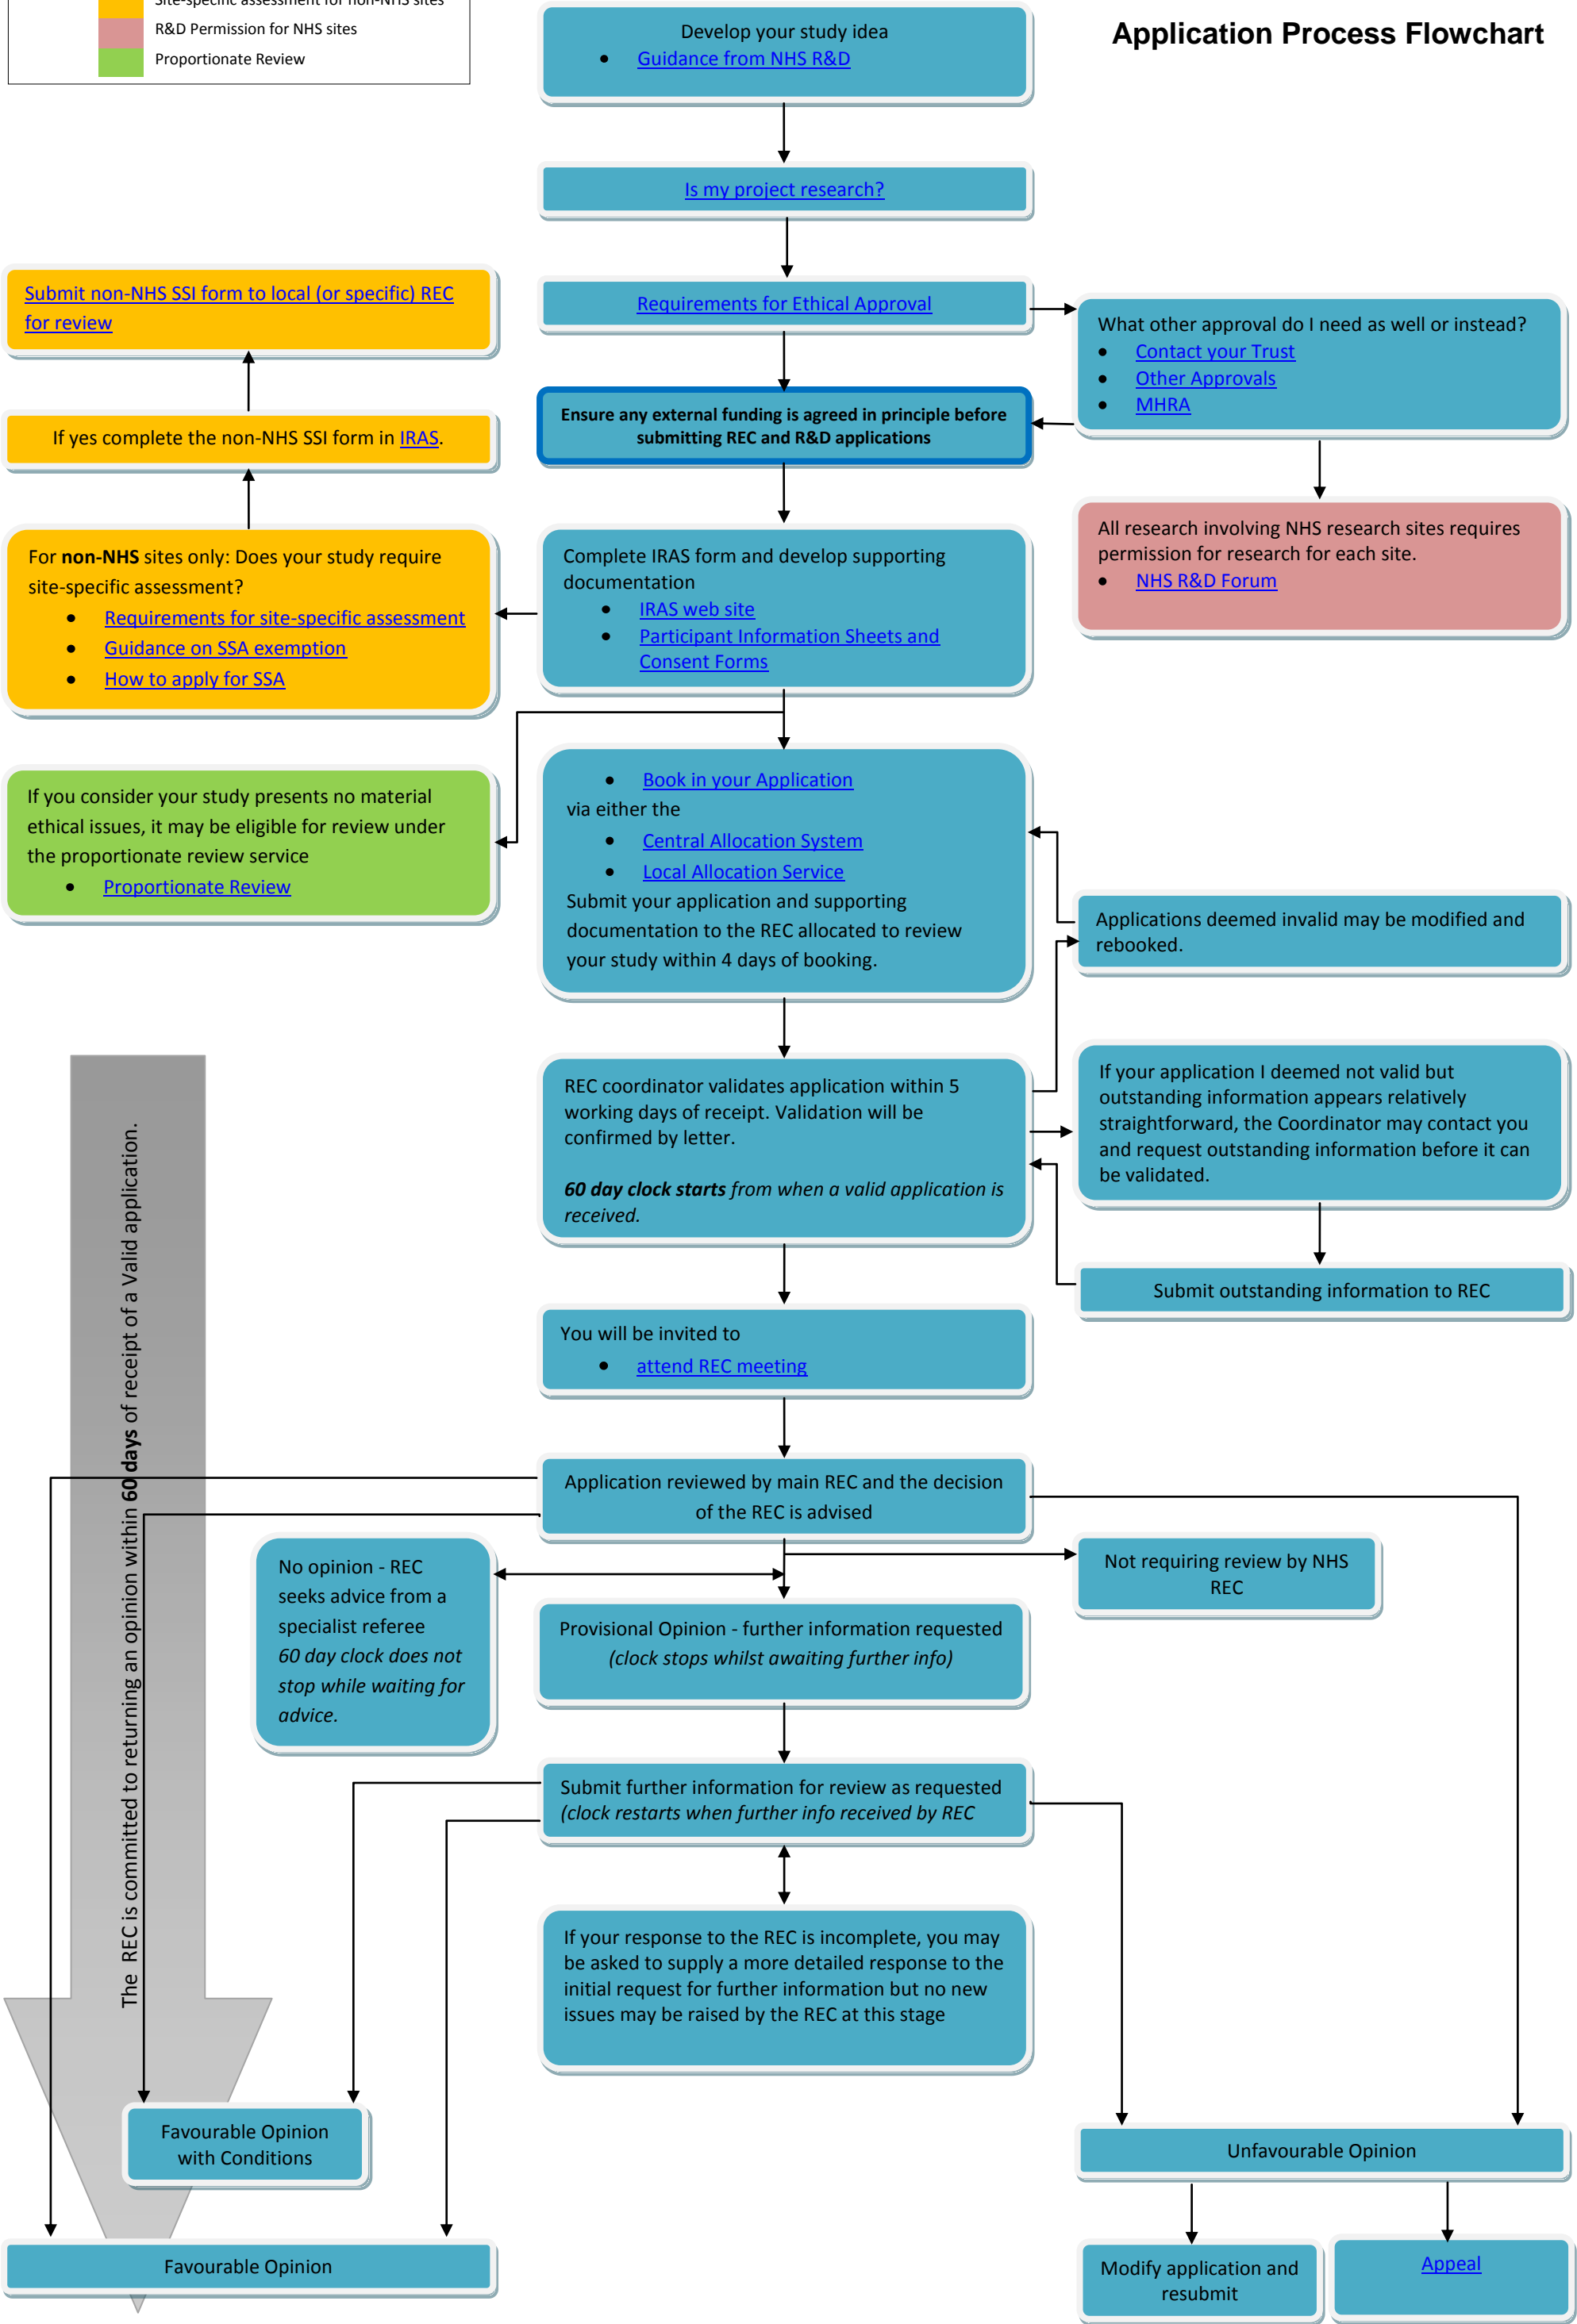 Site-specific assessment for non-NHS sites
R&D Permission for NHS sites
Proportionate Review
Application Process Flowchart
Develop your study idea
• Guidance from NHS R&D
Is my project research?
Requirements for Ethical Approval
What other approval do I need as well or instead?
• Contact your Trust
• Other Approvals
• MHRA
Submit non-NHS SSI form to local (or specific) REC
for review
Ensure any external funding is agreed in principle before
submitting REC and R&D applications
If yes complete the non-NHS SSI form in IRAS.
All research involving NHS research sites requires
permission for research for each site.
• NHS R&D Forum
For non-NHS sites only: Does your study require
site-specific assessment?
• Requirements for site-specific assessment
• Guidance on SSA exemption
• How to apply for SSA
Complete IRAS form and develop supporting
documentation
• IRAS web site
• Participant Information Sheets and
Consent Forms
If you consider your study presents no material
ethical issues, it may be eligible for review under
the proportionate review service
• Proportionate Review
• Book in your Application
via either the
• Central Allocation System
• Local Allocation Service
Submit your application and supporting
documentation to the REC allocated to review
your study within 4 days of booking.
Applications deemed invalid may be modified and
rebooked.
REC coordinator validates application within 5
working days of receipt. Validation will be
confirmed by letter.
60 day clock starts from when a valid application is
received.
If your application I deemed not valid but
outstanding information appears relatively
straightforward, the Coordinator may contact you
and request outstanding information before it can
be validated.
Submit outstanding information to REC
The REC is committed to returning an opinion within 60 days of receipt of a Valid application.
You will be invited to
• attend REC meeting
Application reviewed by main REC and the decision
of the REC is advised
No opinion - REC
seeks advice from a
specialist referee
60 day clock does not
stop while waiting for
advice.
Not requiring review by NHS
REC
Provisional Opinion - further information requested
(clock stops whilst awaiting further info)
Submit further information for review as requested
(clock restarts when further info received by REC
If your response to the REC is incomplete, you may
be asked to supply a more detailed response to the
initial request for further information but no new
issues may be raised by the REC at this stage
Favourable Opinion
with Conditions
Unfavourable Opinion
Favourable Opinion
Modify application and
resubmit
Appeal